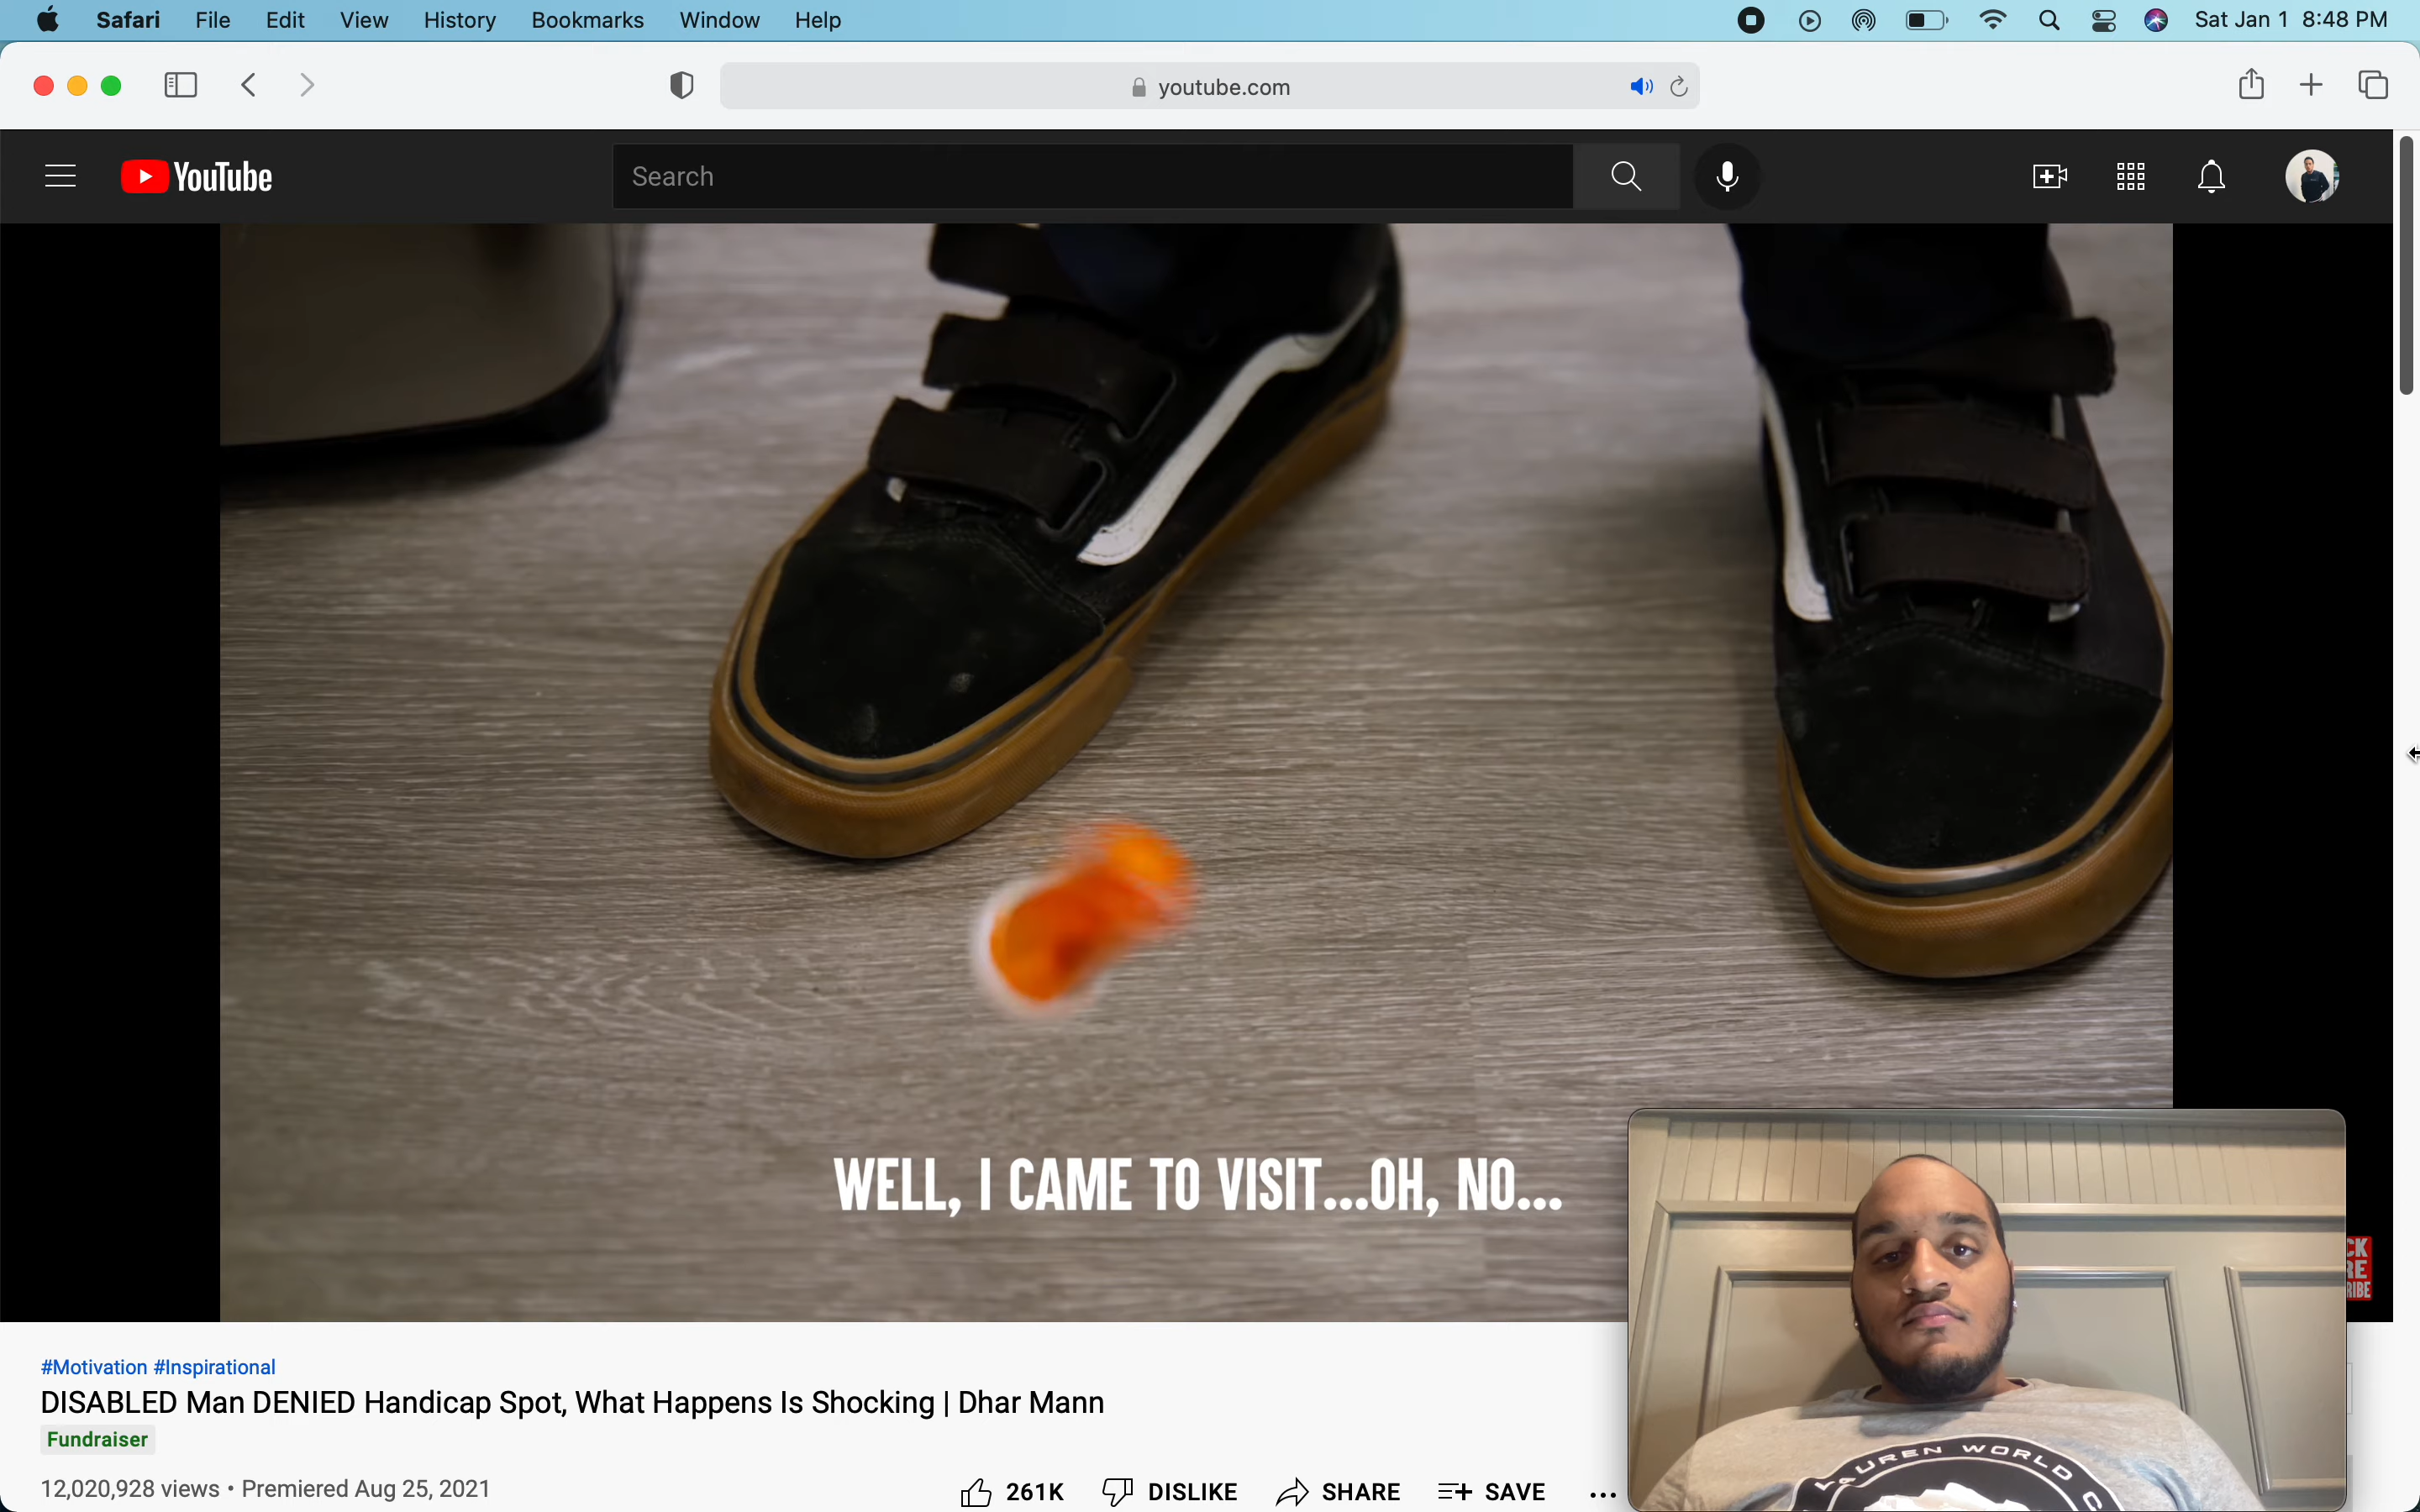 Safari File Edit View History Bookmarks Window Help Sat Jan 1 8:48 PM
youtube.com
YouTube Search
WELL, I CAME TO VISIT...OH, NO...
#Motivation #Inspirational
DISABLED Man DENIED Handicap Spot, What Happens Is Shocking | Dhar Mann
Fundraiser
12,020,928 views • Premiered Aug 25, 2021 261K DISLIKE SHARE SAVE
AUREN WORLD C